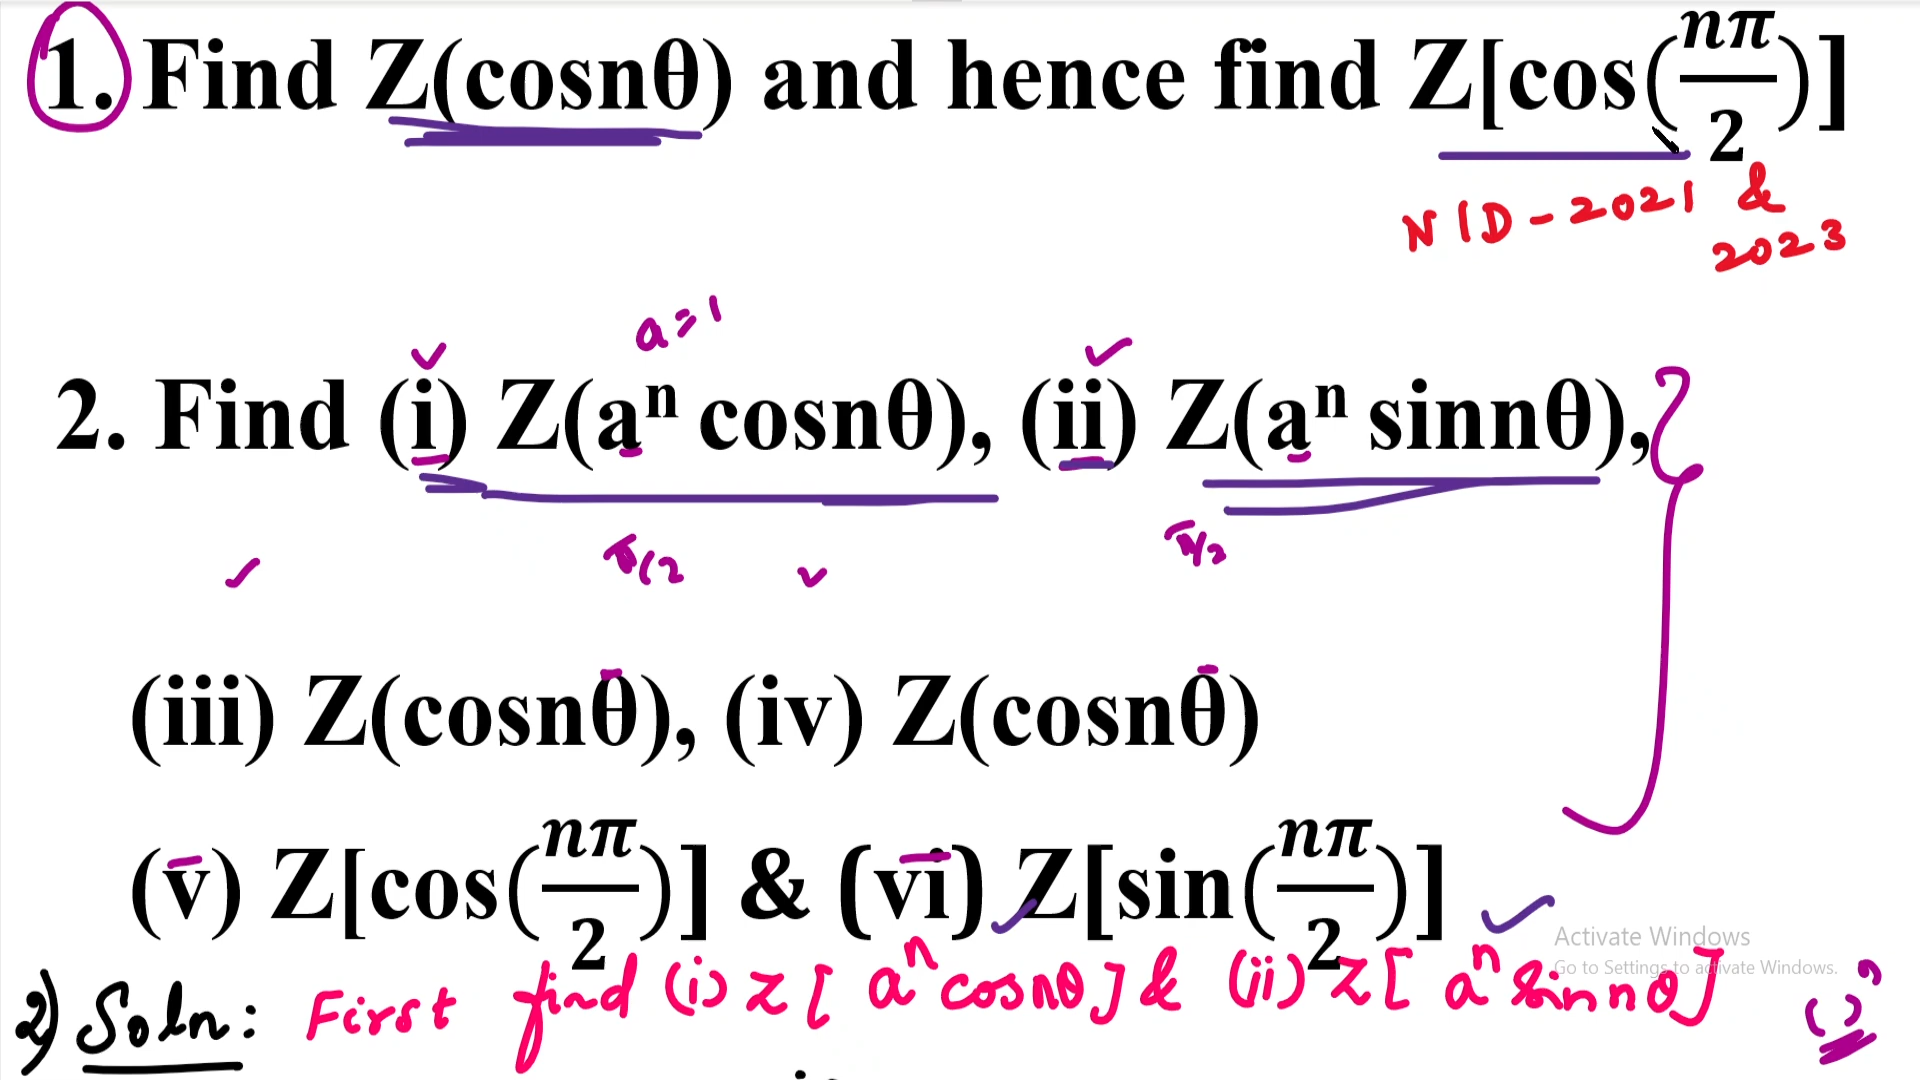 1. Find Z(cosnθ) and hence find Z[cos(nπ/2)]
N/D - 2021 &
2023
a=1
2. Find (i) Z(aⁿ cosnθ), (ii) Z(aⁿ sinnθ),
π/2 π/2
(iii) Z(cosnθ), (iv) Z(cosnθ)
(v) Z[cos(nπ/2)] & (vi) Z[sin(nπ/2)]
Activate Windows
Go to Settings to activate Windows.
2) Soln: First find (i) Z[aⁿcosnθ] & (ii) Z[aⁿ sinnθ]